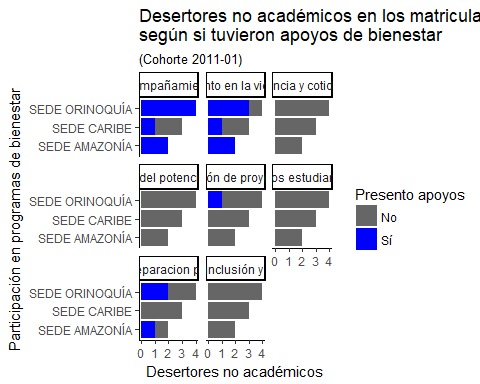 Desertores no académicos en los matricula
según si tuvieron apoyos de bienestar
(Cohorte 2011-01)
Participación en programas de bienestar
mpañamie
nto en la vi
ncia y cotic
SEDE ORINOQUÍA
SEDE CARIBE
SEDE AMAZONÍA
del potenc
ón de proy
os estudian
SEDE ORINOQUÍA
SEDE CARIBE
SEDE AMAZONÍA
0 1 2 3 4
eparacion p
nclusión y
SEDE ORINOQUÍA
SEDE CARIBE
SEDE AMAZONÍA
0 1 2 3 4
0 1 2 3 4
Desertores no académicos
Presento apoyos
No
Sí